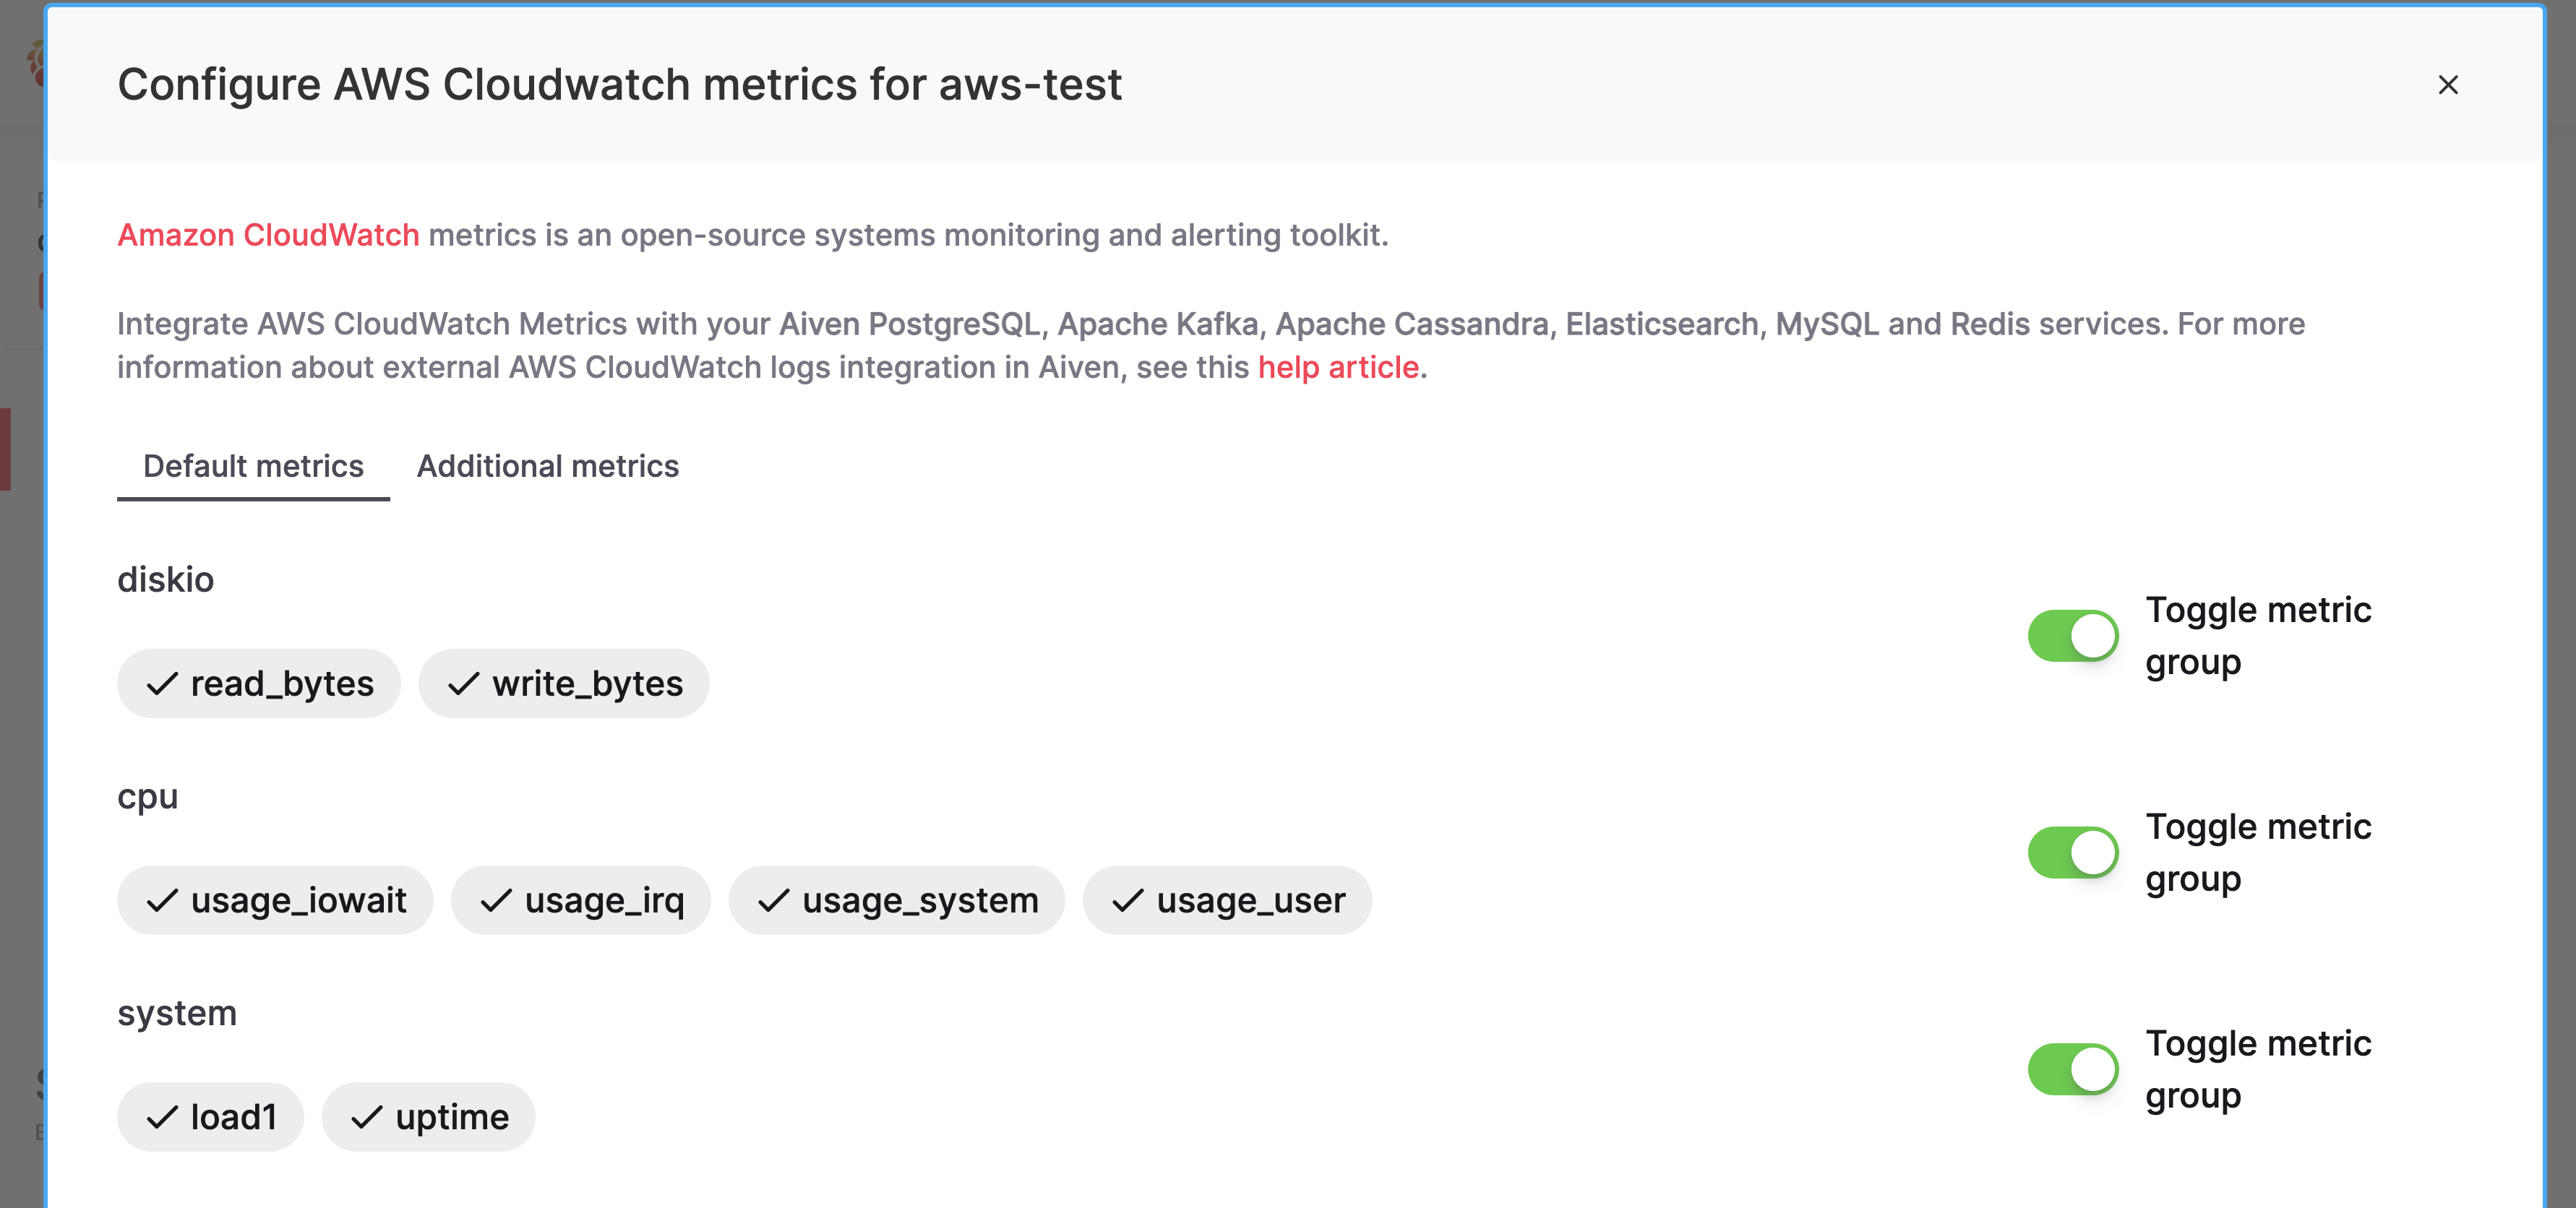 Configure AWS Cloudwatch metrics for aws-test
Amazon CloudWatch metrics is an open-source systems monitoring and alerting toolkit.
Integrate AWS CloudWatch Metrics with your Aiven PostgreSQL, Apache Kafka, Apache Cassandra, Elasticsearch, MySQL and Redis services. For more
information about external AWS CloudWatch logs integration in Aiven, see this help article.
Default metrics Additional metrics
diskio
Toggle metric
group
read_bytes write_bytes
cpu
Toggle metric
group
usage_iowait usage_irq usage_system usage_user
system
Toggle metric
group
load1 uptime